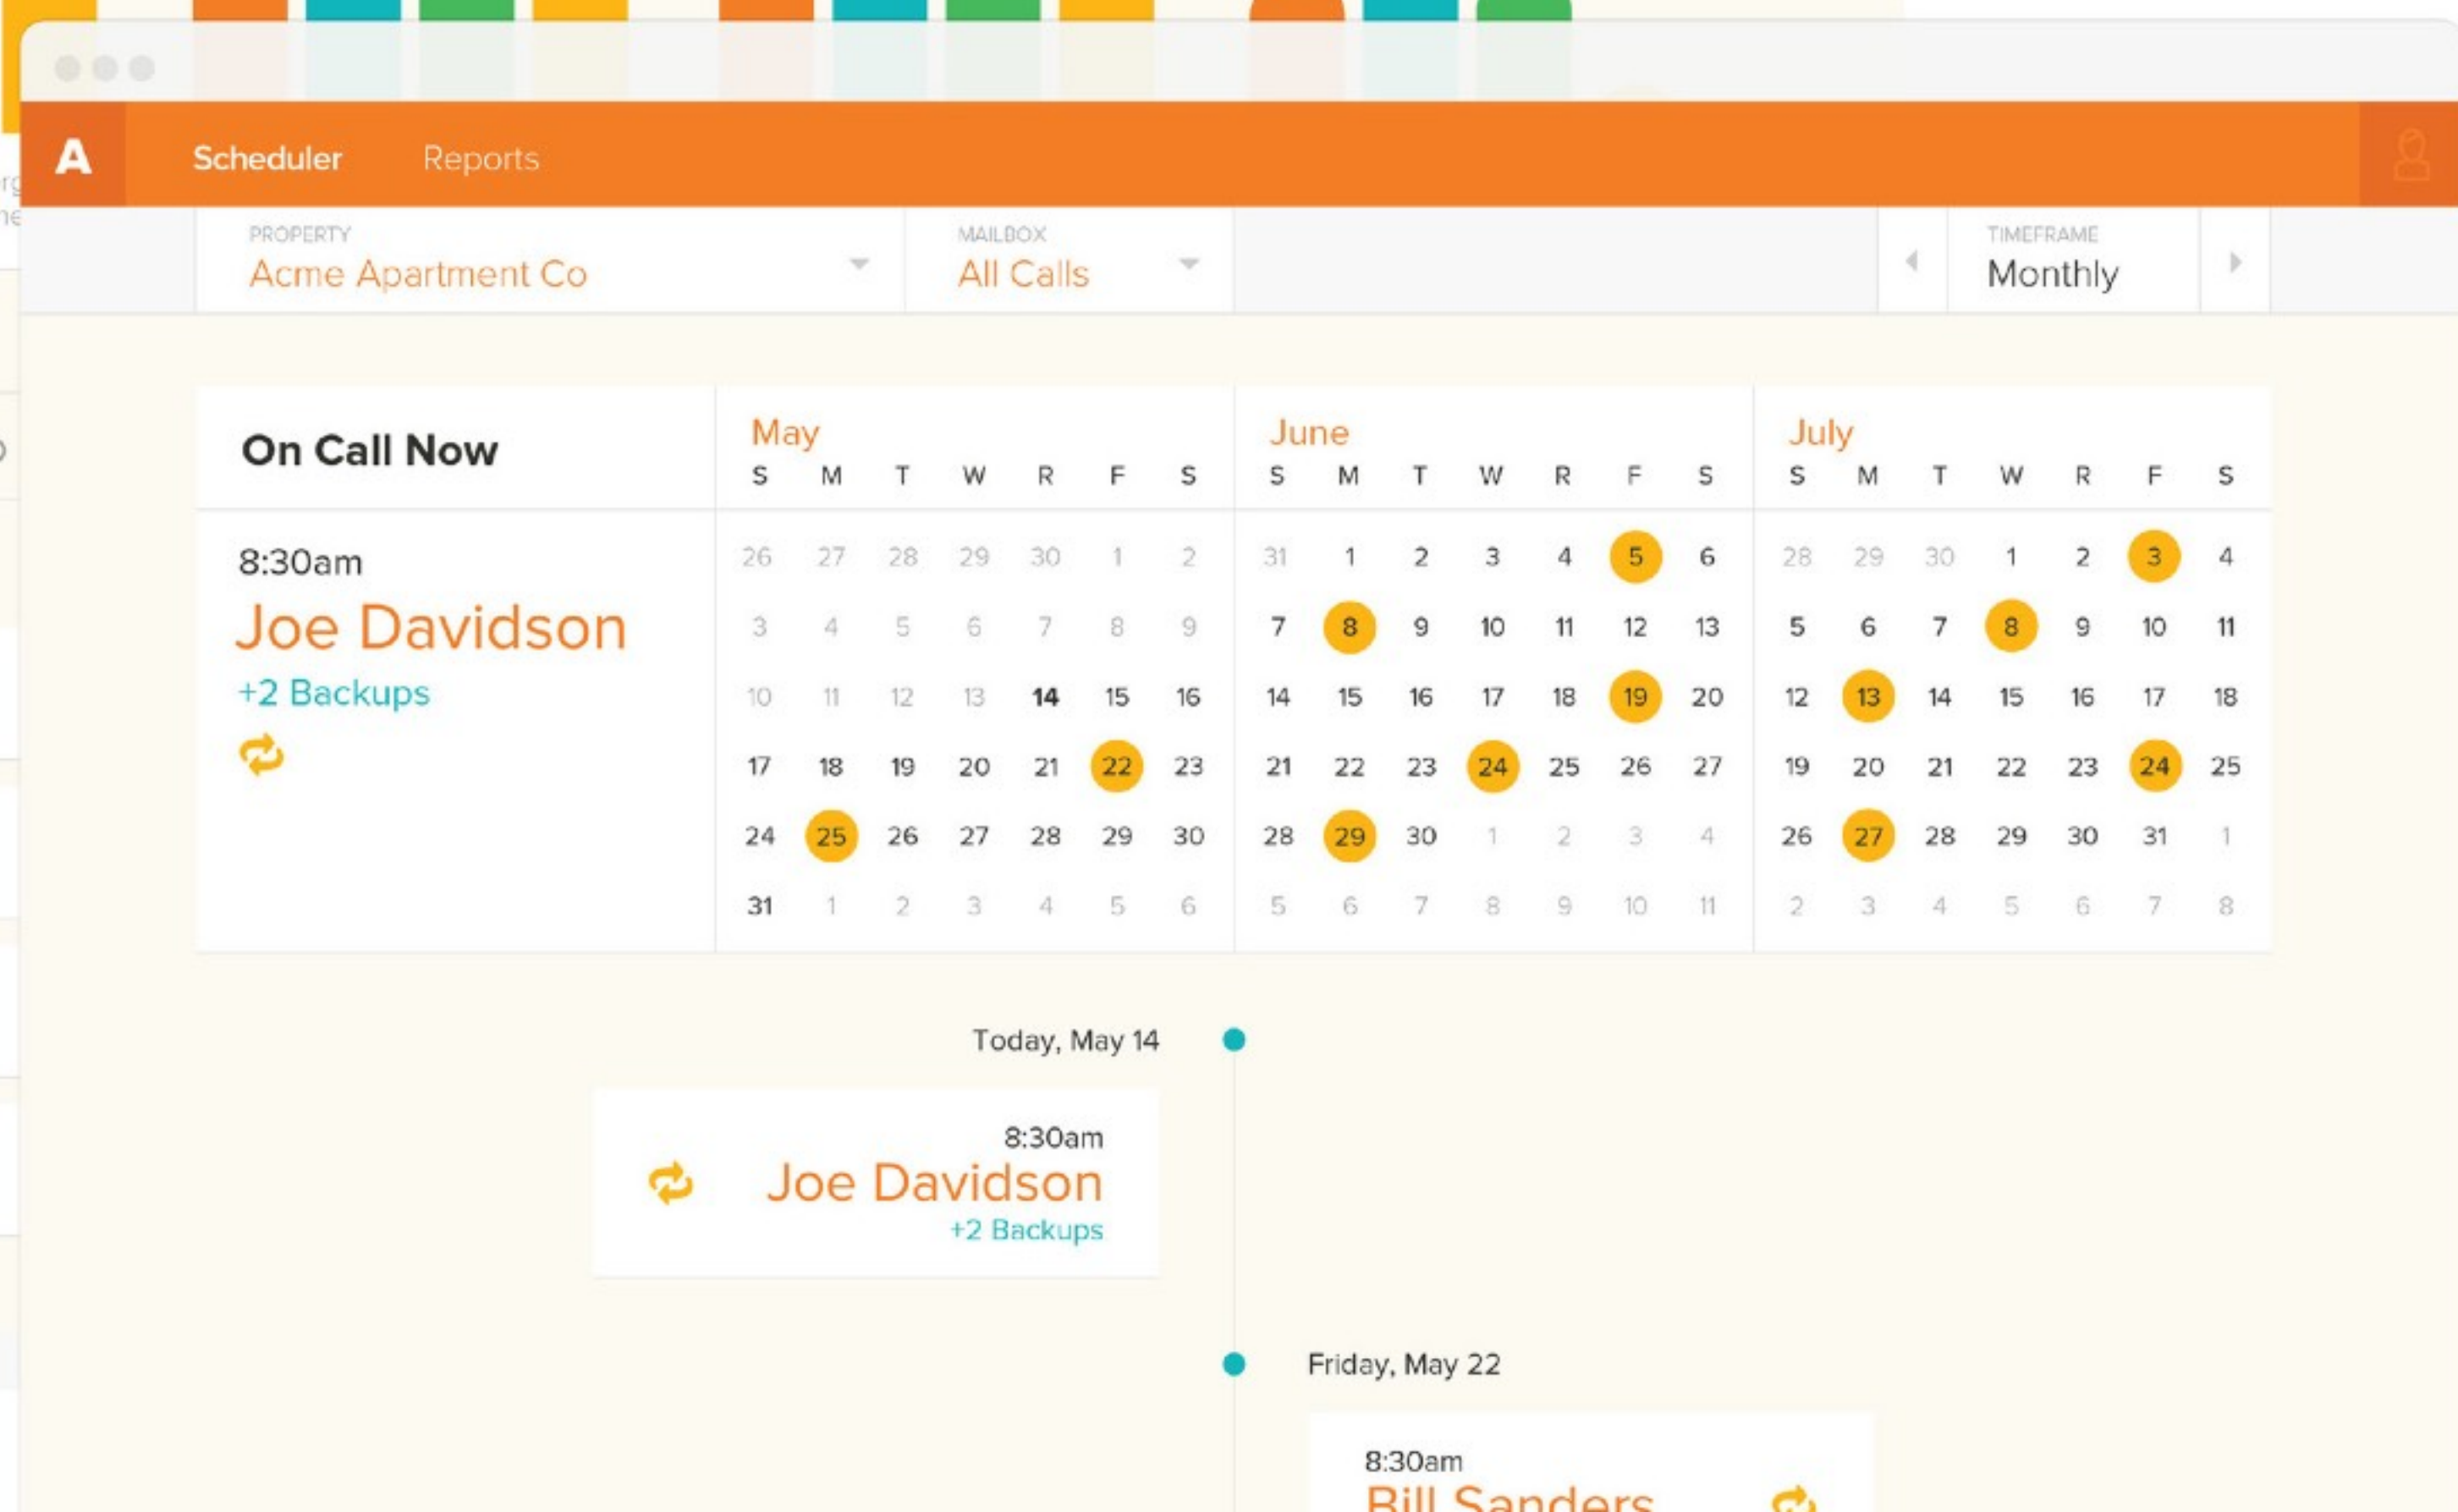 A Scheduler Reports
PROPERTY
Acme Apartment Co
MAILBOX
All Calls
TIMEFRAME
Monthly
On Call Now
8:30am
Joe Davidson
+2 Backups
May
S M T W R F S
26 27 28 29 30 1 2
3 4 5 6 7 8 9
10 11 12 13 14 15 16
17 18 19 20 21 22 23
24 25 26 27 28 29 30
31 1 2 3 4 5 6
June
S M T W R F S
31 1 2 3 4 5 6
7 8 9 10 11 12 13
14 15 16 17 18 19 20
21 22 23 24 25 26 27
28 29 30 1 2 3 4
5 6 7 8 9 10 11
July
S M T W R F S
28 29 30 1 2 3 4
5 6 7 8 9 10 11
12 13 14 15 16 17 18
19 20 21 22 23 24 25
26 27 28 29 30 31 1
2 3 4 5 6 7 8
Today, May 14
8:30am
Joe Davidson
+2 Backups
Friday, May 22
8:30am
Bill Sanders